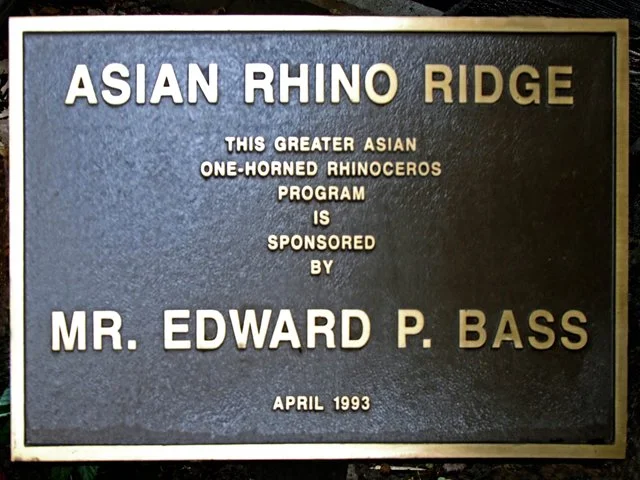 ASIAN RHINO RIDGE
THIS GREATER ASIAN
ONE-HORNED RHINOCEROS
PROGRAM
IS
SPONSORED
BY
MR. EDWARD P. BASS
APRIL 1993